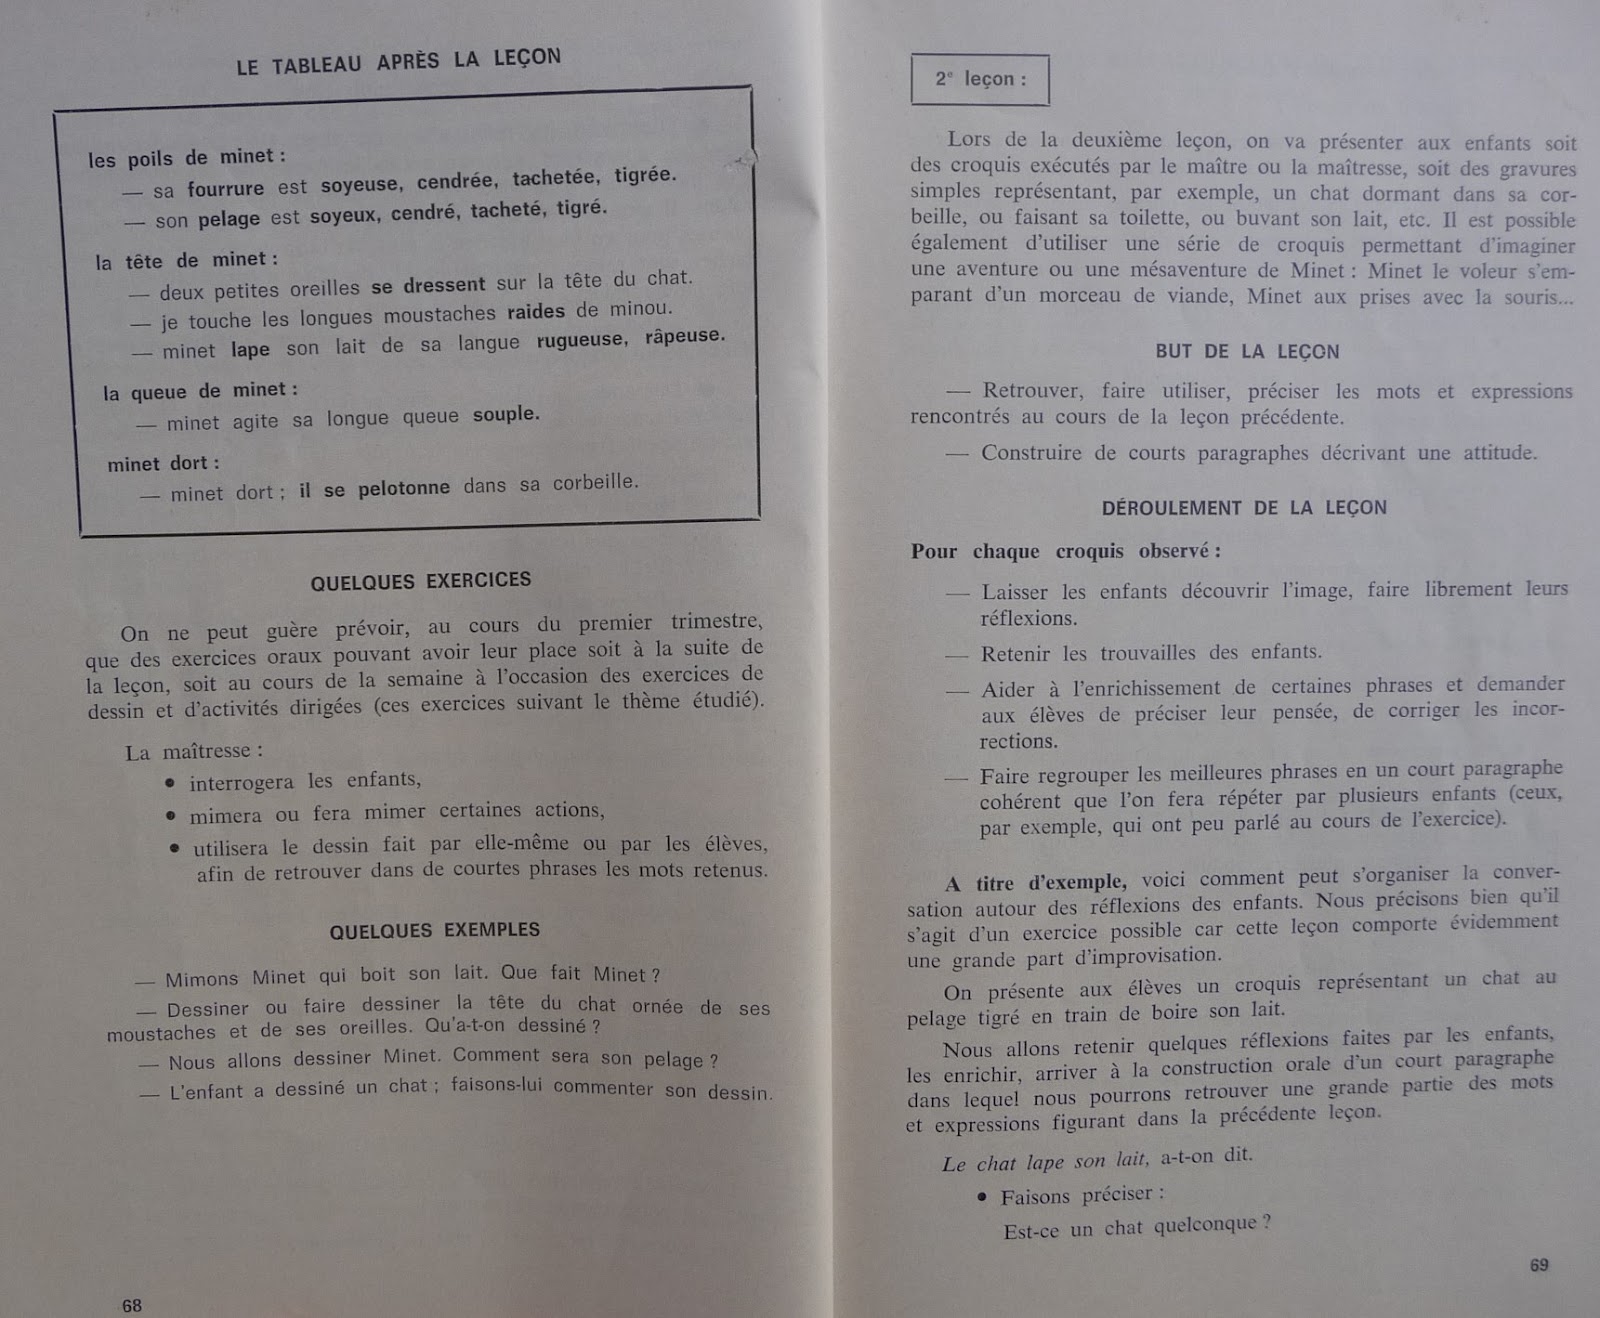 LE TABLEAU APRÈS LA LEÇON
les poils de minet :
— sa fourrure est soyeuse, cendrée, tachetée, tigrée.
— son pelage est soyeux, cendré, tacheté, tigré.
la tête de minet :
— deux petites oreilles se dressent sur la tête du chat.
— je touche les longues moustaches raides de minou.
— minet lape son lait de sa langue rugueuse, râpeuse.
la queue de minet :
— minet agite sa longue queue souple.
minet dort :
— minet dort ; il se pelotonne dans sa corbeille.
QUELQUES EXERCICES
On ne peut guère prévoir, au cours du premier trimestre,
que des exercices oraux pouvant avoir leur place soit à la suite de
la leçon, soit au cours de la semaine à l'occasion des exercices de
dessin et d'activités dirigées (ces exercices suivant le thème étudié).
La maîtresse :
• interrogera les enfants,
• mimera ou fera mimer certaines actions,
• utilisera le dessin fait par elle-même ou par les élèves,
afin de retrouver dans de courtes phrases les mots retenus.
QUELQUES EXEMPLES
— Mimons Minet qui boit son lait. Que fait Minet ?
— Dessiner ou faire dessiner la tête du chat ornée de ses
moustaches et de ses oreilles. Qu'a-t-on dessiné ?
— Nous allons dessiner Minet. Comment sera son pelage ?
— L'enfant a dessiné un chat ; faisons-lui commenter son dessin.
68
2e leçon :
Lors de la deuxième leçon, on va présenter aux enfants soit
des croquis exécutés par le maître ou la maîtresse, soit des gravures
simples représentant, par exemple, un chat dormant dans sa cor-
beille, ou faisant sa toilette, ou buvant son lait, etc. Il est possible
également d'utiliser une série de croquis permettant d'imaginer
une aventure ou une mésaventure de Minet : Minet le voleur s'em-
parant d'un morceau de viande, Minet aux prises avec la souris...
BUT DE LA LEÇON
— Retrouver, faire utiliser, préciser les mots et expressions
rencontrés au cours de la leçon précédente.
— Construire de courts paragraphes décrivant une attitude.
DÉROULEMENT DE LA LEÇON
Pour chaque croquis observé :
— Laisser les enfants découvrir l'image, faire librement leurs
réflexions.
— Retenir les trouvailles des enfants.
— Aider à l'enrichissement de certaines phrases et demander
aux élèves de préciser leur pensée, de corriger les incor-
rections.
— Faire regrouper les meilleures phrases en un court paragraphe
cohérent que l'on fera répéter par plusieurs enfants (ceux,
par exemple, qui ont peu parlé au cours de l'exercice).
A titre d'exemple, voici comment peut s'organiser la conver-
sation autour des réflexions des enfants. Nous précisons bien qu'il
s'agit d'un exercice possible car cette leçon comporte évidemment
une grande part d'improvisation.
On présente aux élèves un croquis représentant un chat au
pelage tigré en train de boire son lait.
Nous allons retenir quelques réflexions faites par les enfants,
les enrichir, arriver à la construction orale d'un court paragraphe
dans lequel nous pourrons retrouver une grande partie des mots
et expressions figurant dans la précédente leçon.
Le chat lape son lait, a-t-on dit.
• Faisons préciser :
Est-ce un chat quelconque ?
69